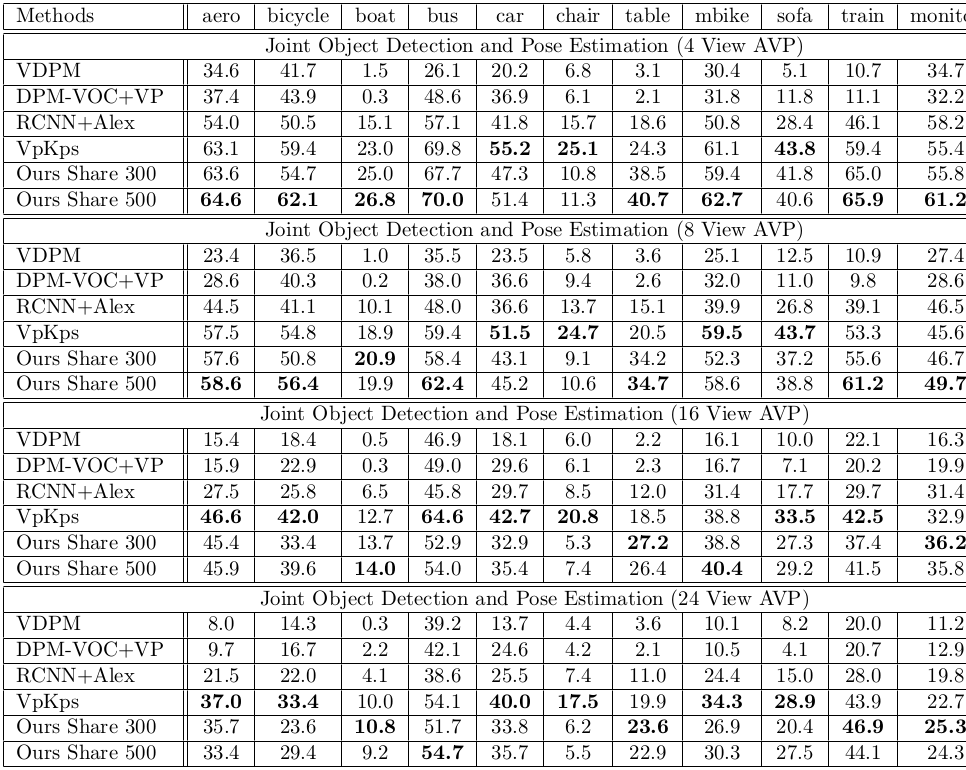 Methods aero bicycle boat bus car chair table mbike sofa train monito
Joint Object Detection and Pose Estimation (4 View AVP)
VDPM 34.6 41.7 1.5 26.1 20.2 6.8 3.1 30.4 5.1 10.7 34.7
DPM-VOC+VP 37.4 43.9 0.3 48.6 36.9 6.1 2.1 31.8 11.8 11.1 32.2
RCNN+Alex 54.0 50.5 15.1 57.1 41.8 15.7 18.6 50.8 28.4 46.1 58.2
VpKps 63.1 59.4 23.0 69.8 55.2 25.1 24.3 61.1 43.8 59.4 55.4
Ours Share 300 63.6 54.7 25.0 67.7 47.3 10.8 38.5 59.4 41.8 65.0 55.8
Ours Share 500 64.6 62.1 26.8 70.0 51.4 11.3 40.7 62.7 40.6 65.9 61.2
Joint Object Detection and Pose Estimation (8 View AVP)
VDPM 23.4 36.5 1.0 35.5 23.5 5.8 3.6 25.1 12.5 10.9 27.4
DPM-VOC+VP 28.6 40.3 0.2 38.0 36.6 9.4 2.6 32.0 11.0 9.8 28.6
RCNN+Alex 44.5 41.1 10.1 48.0 36.6 13.7 15.1 39.9 26.8 39.1 46.5
VpKps 57.5 54.8 18.9 59.4 51.5 24.7 20.5 59.5 43.7 53.3 45.6
Ours Share 300 57.6 50.8 20.9 58.4 43.1 9.1 34.2 52.3 37.2 55.6 46.7
Ours Share 500 58.6 56.4 19.9 62.4 45.2 10.6 34.7 58.6 38.8 61.2 49.7
Joint Object Detection and Pose Estimation (16 View AVP)
VDPM 15.4 18.4 0.5 46.9 18.1 6.0 2.2 16.1 10.0 22.1 16.3
DPM-VOC+VP 15.9 22.9 0.3 49.0 29.6 6.1 2.3 16.7 7.1 20.2 19.9
RCNN+Alex 27.5 25.8 6.5 45.8 29.7 8.5 12.0 31.4 17.7 29.7 31.4
VpKps 46.6 42.0 12.7 64.6 42.7 20.8 18.5 38.8 33.5 42.5 32.9
Ours Share 300 45.4 33.4 13.7 52.9 32.9 5.3 27.2 38.8 27.3 37.4 36.2
Ours Share 500 45.9 39.6 14.0 54.0 35.4 7.4 26.4 40.4 29.2 41.5 35.8
Joint Object Detection and Pose Estimation (24 View AVP)
VDPM 8.0 14.3 0.3 39.2 13.7 4.4 3.6 10.1 8.2 20.0 11.2
DPM-VOC+VP 9.7 16.7 2.2 42.1 24.6 4.2 2.1 10.5 4.1 20.7 12.9
RCNN+Alex 21.5 22.0 4.1 38.6 25.5 7.4 11.0 24.4 15.0 28.0 19.8
VpKps 37.0 33.4 10.0 54.1 40.0 17.5 19.9 34.3 28.9 43.9 22.7
Ours Share 300 35.7 23.6 10.8 51.7 33.8 6.2 23.6 26.9 20.4 46.9 25.3
Ours Share 500 33.4 29.4 9.2 54.7 35.7 5.5 22.9 30.3 27.5 44.1 24.3